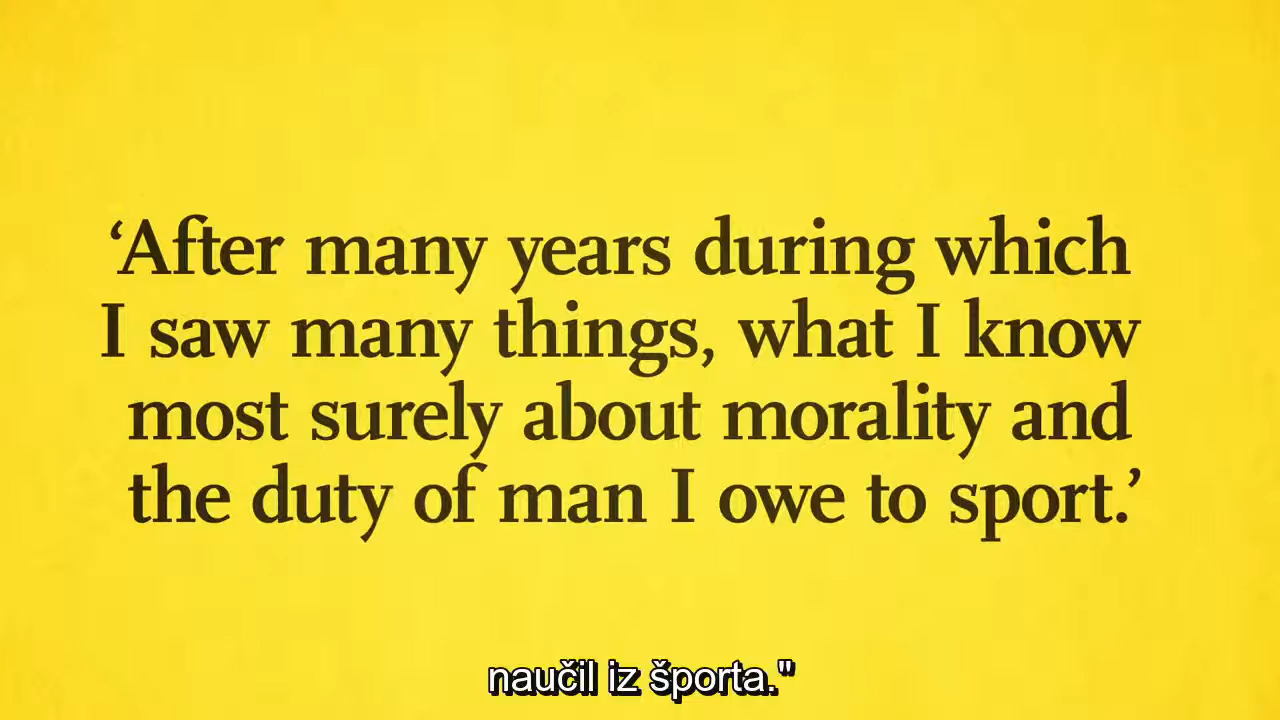 ‘After many years during which
I saw many things, what I know
most surely about morality and
the duty of man I owe to sport.’
naučil iz športa."